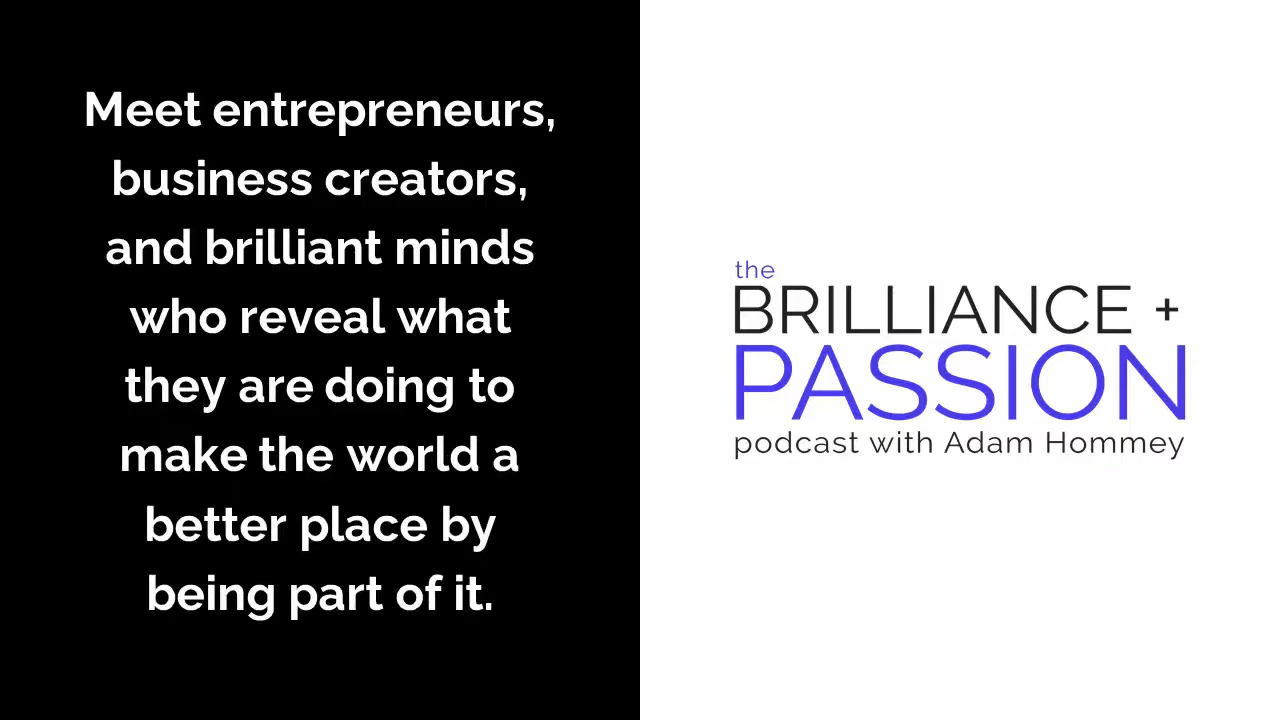 Meet entrepreneurs,
business creators,
and brilliant minds
who reveal what
they are doing to
make the world a
better place by
being part of it.
the
BRILLIANCE +
PASSION
podcast with Adam Hommey